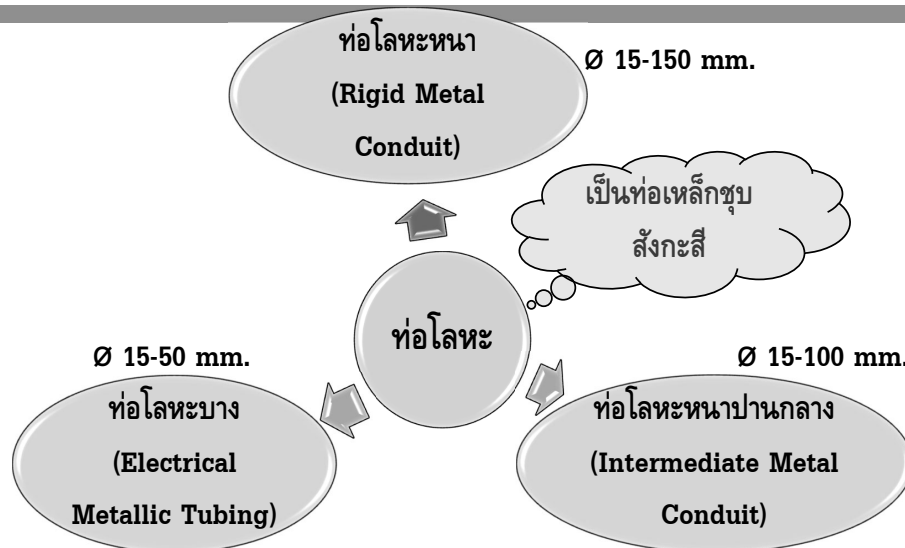 ท่อโลหะหนา
(Rigid Metal
Conduit)
Ø 15-150 mm.
เป็นท่อเหล็กชุบ
สังกะสี
ท่อโลหะ
Ø 15-50 mm.
ท่อโลหะบาง
(Electrical
Metallic Tubing)
Ø 15-100 mm.
ท่อโลหะหนาปานกลาง
(Intermediate Metal
Conduit)